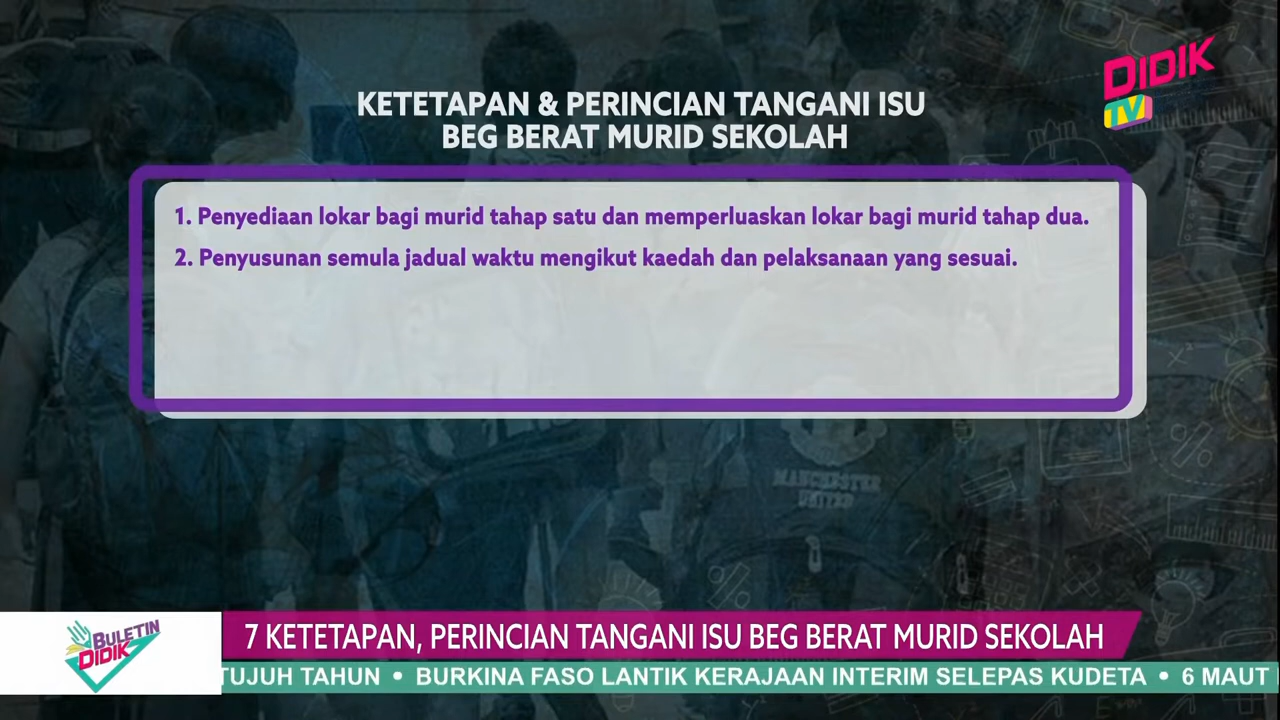 DIDIK
TV
KETETAPAN & PERINCIAN TANGANI ISU
BEG BERAT MURID SEKOLAH
1. Penyediaan lokar bagi murid tahap satu dan memperluaskan lokar bagi murid tahap dua.
2. Penyusunan semula jadual waktu mengikut kaedah dan pelaksanaan yang sesuai.
MANCHESTER
UNITED
BULETIN
DIDIK
7 KETETAPAN, PERINCIAN TANGANI ISU BEG BERAT MURID SEKOLAH
TUJUH TAHUN • BURKINA FASO LANTIK KERAJAAN INTERIM SELEPAS KUDETA • 6 MAUT